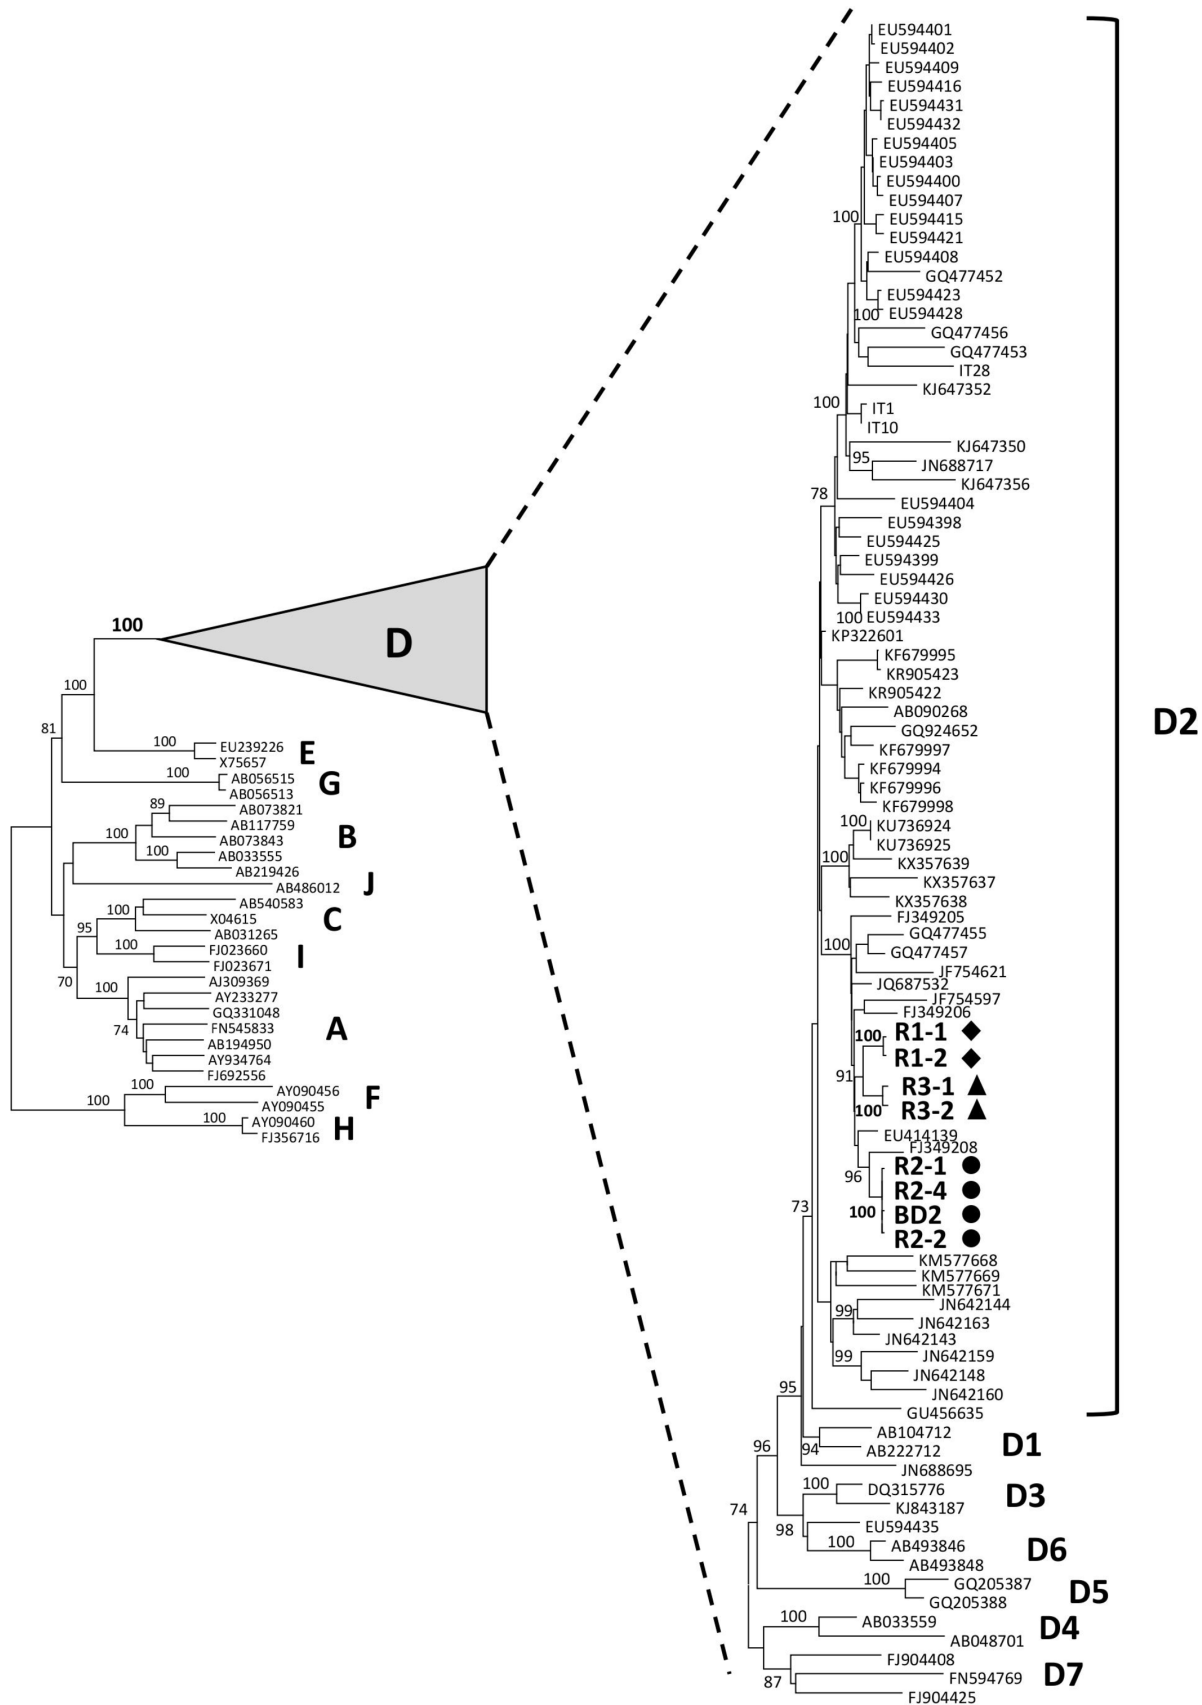 100
D
100
81
100
EU239226
X75657
E
100
AB056515
AB056513
G
89
AB073821
AB117759
100
AB073843
B
100
AB033555
AB219426
AB486012
J
AB540583
100
X04615
C
95
AB031265
100
FJ023660
FJ023671
I
70
100
AJ309369
AY233277
GQ331048
74
FN545833
A
AB194950
AY934764
FJ692556
100
AY090456
F
100
AY090455
100
AY090460
H
FJ356716
EU594401
EU594402
EU594409
EU594416
EU594431
EU594432
EU594405
EU594403
EU594400
EU594407
100
EU594415
EU594421
EU594408
GQ477452
EU594423
100
EU594428
GQ477456
GQ477453
IT28
KJ647352
100
IT1
IT10
KJ647350
95
JN688717
KJ647356
78
EU594404
EU594398
EU594425
EU594399
EU594426
EU594430
100
EU594433
KP322601
KF679995
KR905423
KR905422
AB090268
GQ924652
D2
KF679997
KF679994
KF679996
KF679998
100
KU736924
KU736925
100
KX357639
KX357637
KX357638
FJ349205
GQ477455
100
GQ477457
JF754621
JQ687532
JF754597
FJ349206
100
R1-1 ◆
R1-2 ◆
91
R3-1 ▲
100
R3-2 ▲
EU414139
FJ349208
96
R2-1 ●
R2-4 ●
100
BD2 ●
R2-2 ●
73
KM577668
KM577669
KM577671
JN642144
99
JN642163
JN642143
99
JN642159
JN642148
JN642160
95
GU456635
AB104712
D1
94
AB222712
JN688695
96
100
DQ315776
D3
KJ843187
74
98
EU594435
100
AB493846
D6
AB493848
100
GQ205387
D5
GQ205388
100
AB033559
D4
AB048701
FJ904408
87
FN594769
D7
FJ904425